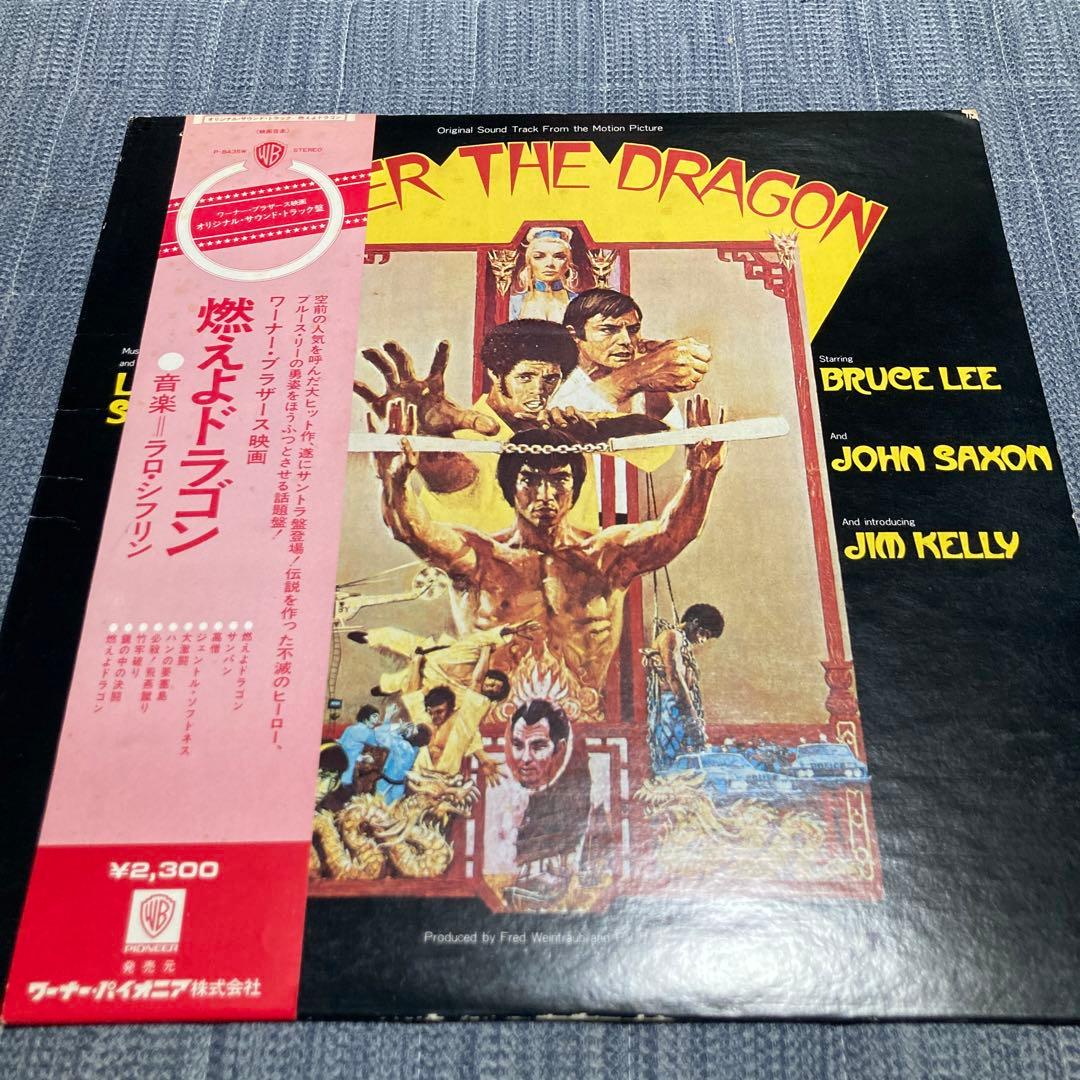 オリジナル・サウンド・トラック 燃えよドラゴン
〈映画音楽〉
P-8435W
WB
STEREO
ワーナー・ブラザース映画
オリジナル・サウンド・トラック盤
空前の人気を呼んだ大ヒット作、遂にサントラ盤登場！伝説を作った不滅のヒーロー、
ブルース・リーの勇姿をほうふつとさせる話題盤！
ワーナー・ブラザース映画
燃えよドラゴン
●音楽＝ラロ・シフリン
●燃えよドラゴン
●サンパン
●高僧
●ジェントル・ソフトネス
●大激闘
●ハンの要塞島
●必殺！飛燕蹴り
●竹牢破り
●鏡の中の決闘
●燃えよドラゴン
¥2,300
WB
PIONEER
発売元
ワーナー・パイオニア株式会社
Original Sound Track From the Motion Picture
ER THE DRAGON
Mus
and
L
S
Starring
BRUCE LEE
And
JOHN SAXON
And introducing
JIM KELLY
POLICE
Produced by Fred Weintraub and